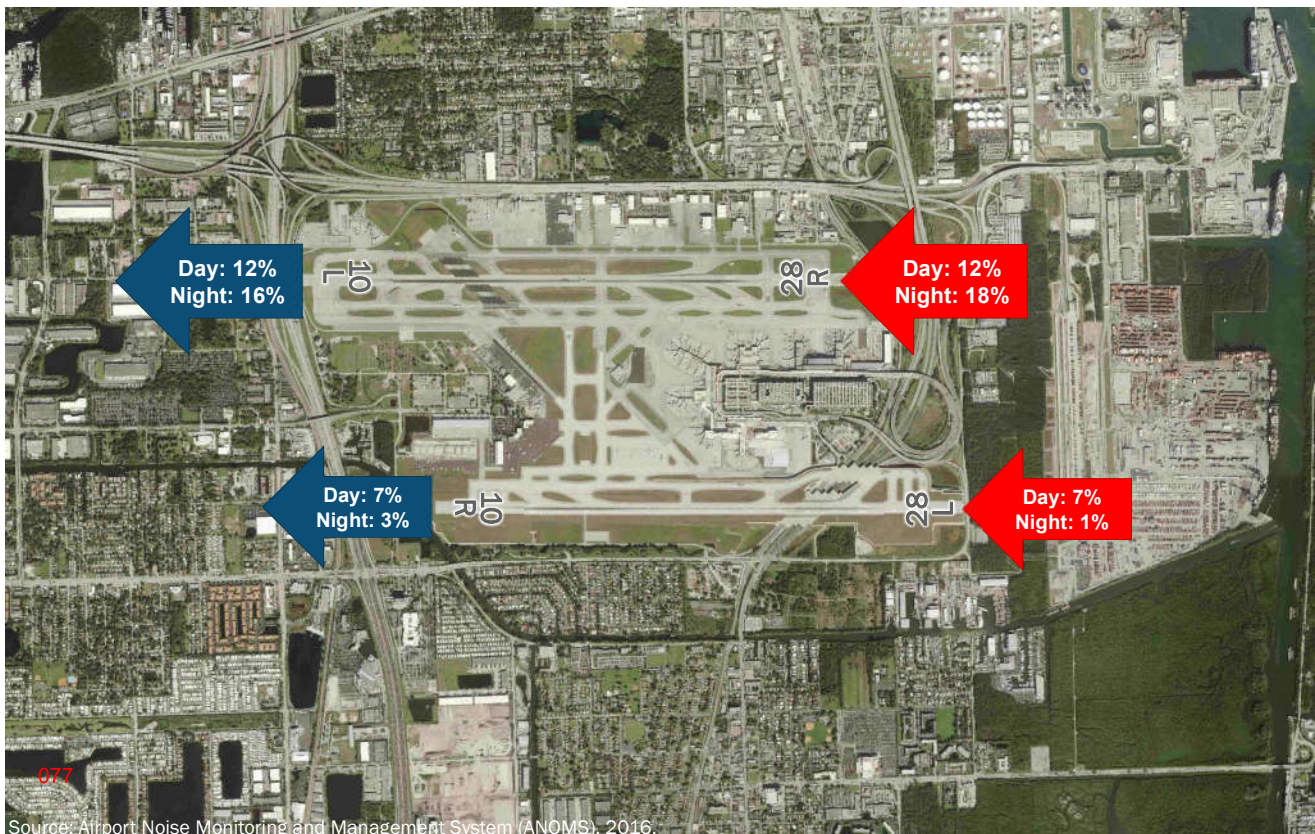 Day: 12%
Night: 16%
10
L
28
R
Day: 12%
Night: 18%
Day: 7%
Night: 3%
10
R
28
L
Day: 7%
Night: 1%
077
Source: Airport Noise Monitoring and Management System (ANOMS), 2016.